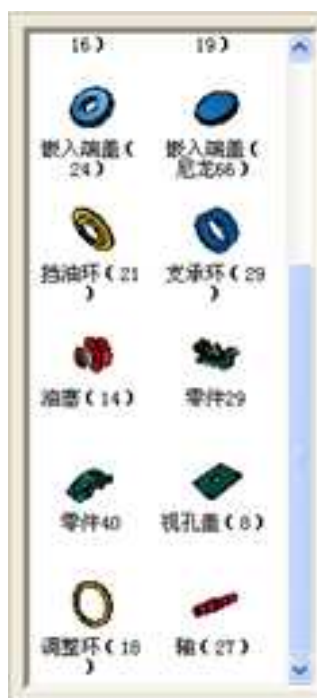 16） 19）
嵌入端盖（ 嵌入端盖（
24） 尼龙66）
挡油环（21 支承环（29
） ）
油塞（14） 零件29
零件40 视孔盖（8）
调整环（18 轴（27）
）